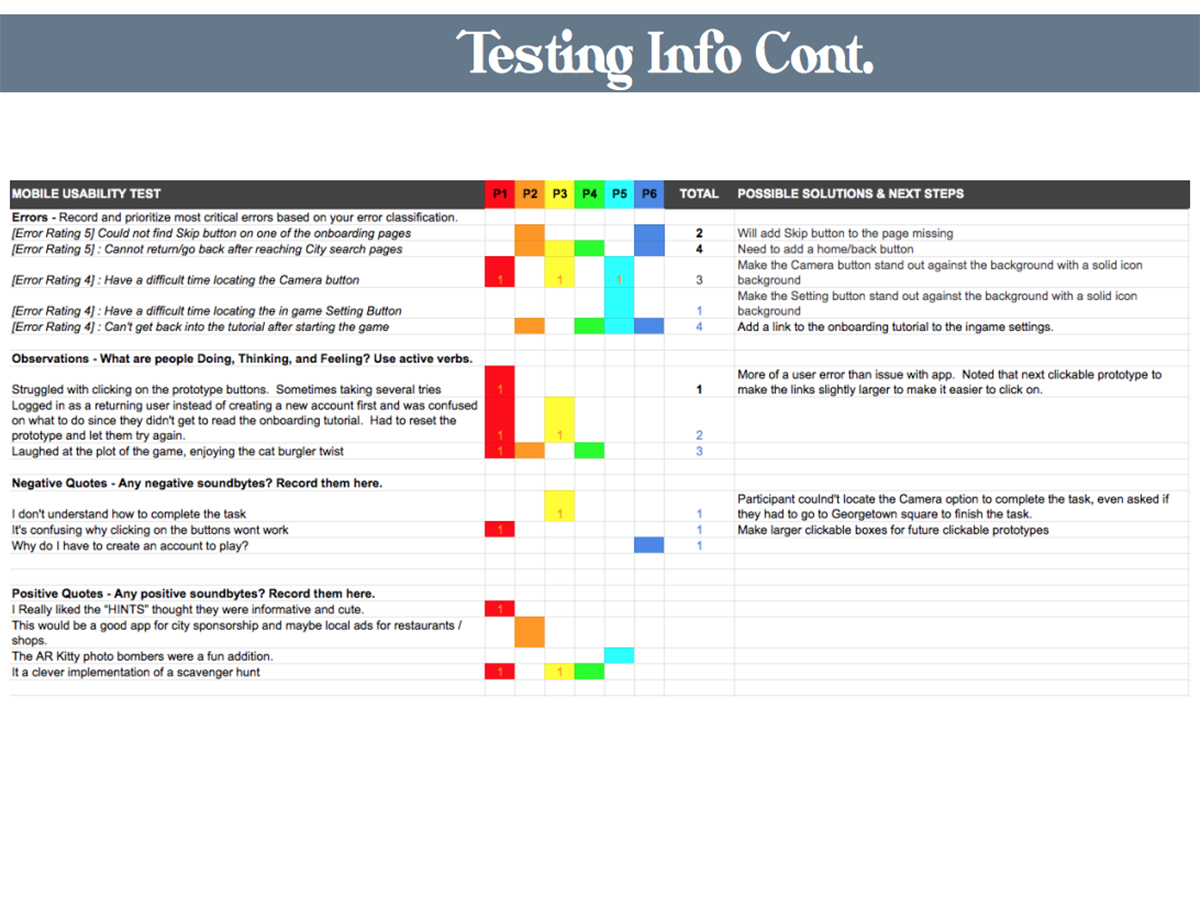 Testing Info Cont.
MOBILE USABILITY TEST P1 P2 P3 P4 P5 P6 TOTAL POSSIBLE SOLUTIONS & NEXT STEPS
Errors - Record and prioritize most critical errors based on your error classification.
[Error Rating 5] Could not find Skip button on one of the onboarding pages 2 Will add Skip button to the page missing
[Error Rating 5] : Cannot return/go back after reaching City search pages 4 Need to add a home/back button
Make the Camera button stand out against the background with a solid icon
[Error Rating 4] : Have a difficult time locating the Camera button 1 1 1 3 background
Make the Setting button stand out against the background with a solid icon
[Error Rating 4] : Have a difficult time locating the in game Setting Button 1 background
[Error Rating 4] : Can't get back into the tutorial after starting the game 4 Add a link to the onboarding tutorial to the ingame settings.
Observations - What are people Doing, Thinking, and Feeling? Use active verbs.
More of a user error than issue with app. Noted that next clickable prototype to
Struggled with clicking on the prototype buttons. Sometimes taking several tries 1 1 make the links slightly larger to make it easier to click on.
Logged in as a returning user instead of creating a new account first and was confused
on what to do since they didn't get to read the onboarding tutorial. Had to reset the
prototype and let them try again. 1 1 2
Laughed at the plot of the game, enjoying the cat burgler twist 1 3
Negative Quotes - Any negative soundbytes? Record them here.
Participant coulnd't locate the Camera option to complete the task, even asked if
I don't understand how to complete the task 1 1 they had to go to Georgetown square to finish the task.
It's confusing why clicking on the buttons wont work 1 1 Make larger clickable boxes for future clickable prototypes
Why do I have to create an account to play? 1
Positive Quotes - Any positive soundbytes? Record them here.
I Really liked the “HINTS” thought they were informative and cute. 1
This would be a good app for city sponsorship and maybe local ads for restaurants /
shops.
The AR Kitty photo bombers were a fun addition.
It a clever implementation of a scavenger hunt 1 1